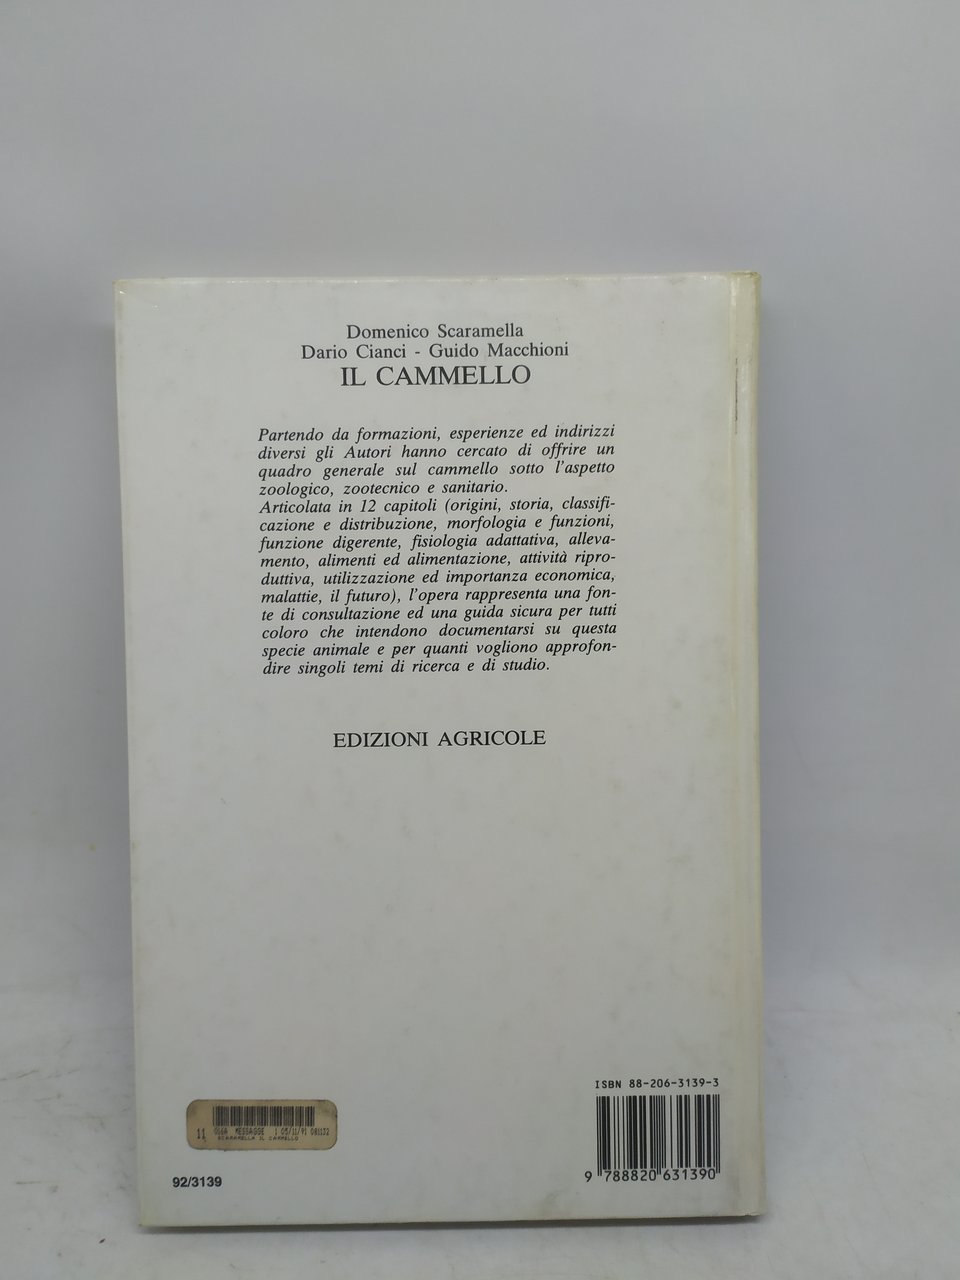 Domenico Scaramella
Dario Cianci - Guido Macchioni
IL CAMMELLO
Partendo da formazioni, esperienze ed indirizzi
diversi gli Autori hanno cercato di offrire un
quadro generale sul cammello sotto l'aspetto
zoologico, zootecnico e sanitario.
Articolata in 12 capitoli (origini, storia, classifi-
cazione e distribuzione, morfologia e funzioni,
funzione digerente, fisiologia adattativa, alleva-
mento, alimenti ed alimentazione, attività ripro-
duttiva, utilizzazione ed importanza economica,
malattie, il futuro), l'opera rappresenta una fon-
te di consultazione ed una guida sicura per tutti
coloro che intendono documentarsi su questa
specie animale e per quanti vogliono approfon-
dire singoli temi di ricerca e di studio.
EDIZIONI AGRICOLE
ISBN 88-206-3139-3
9 788820 631390
11
MESSAGGE
SCARAMELLA IL CAMMELLO
92/3139